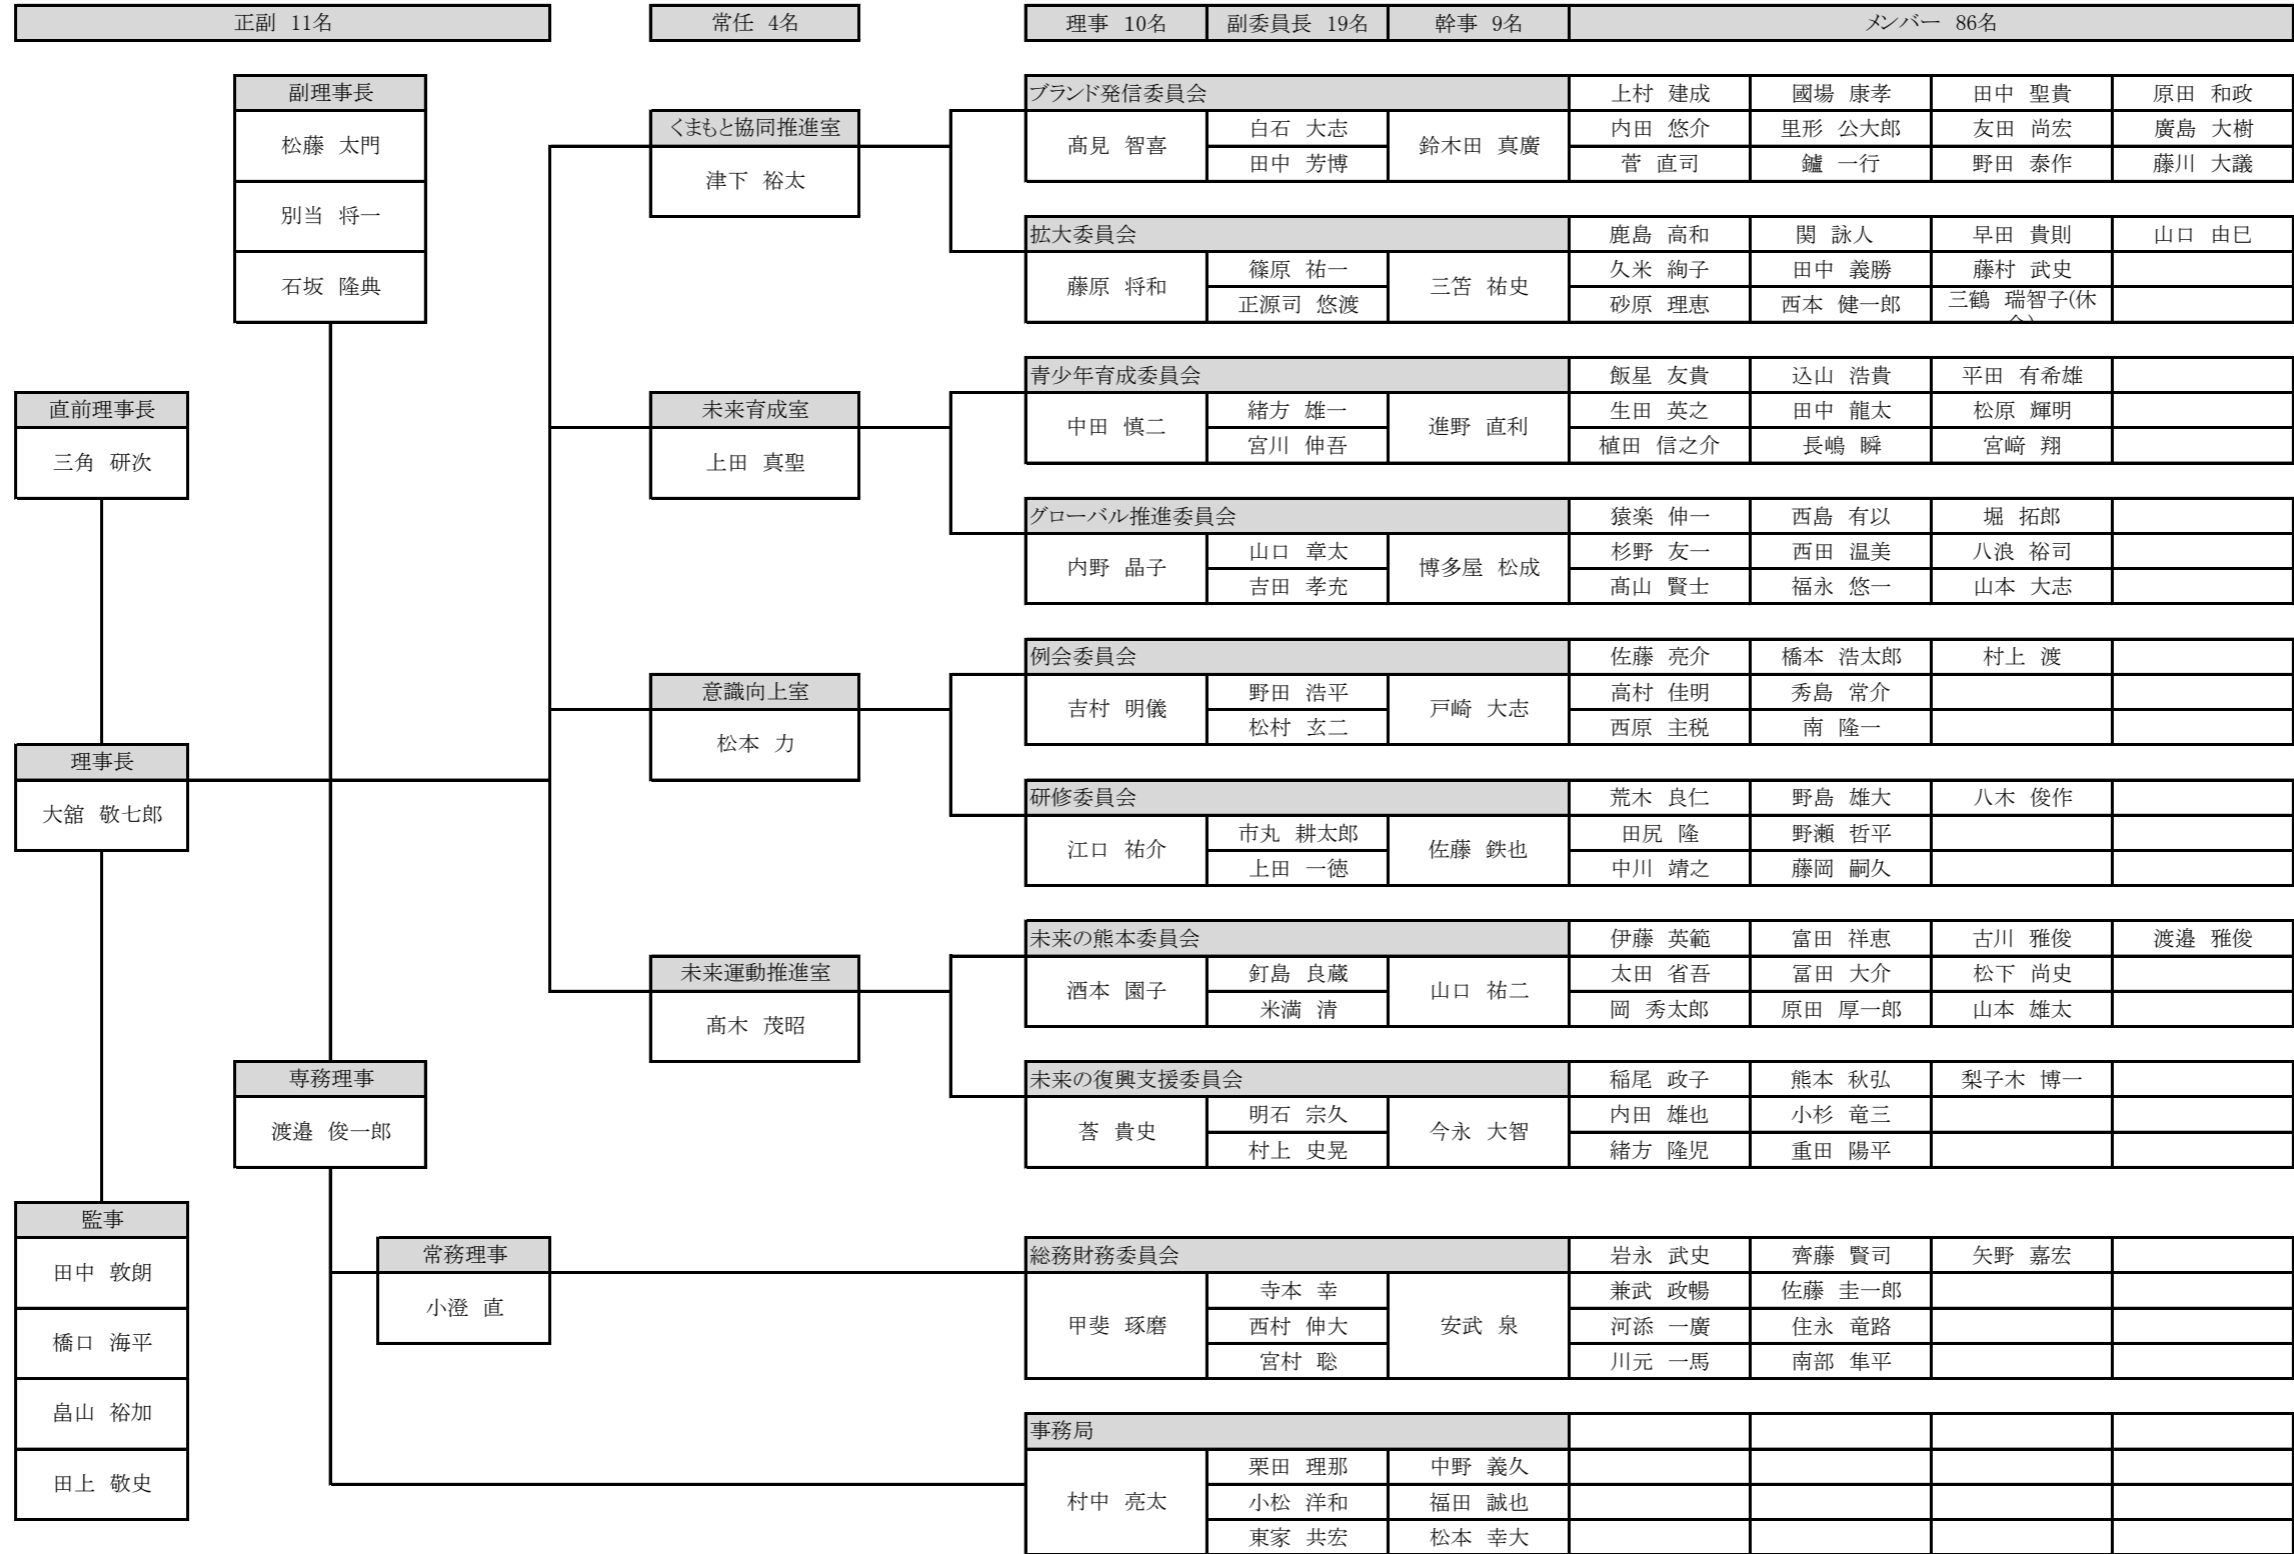 正副 11名 常任 4名 理事 10名 副委員長 19名 幹事 9名 メンバー 86名
副理事長
松藤 太門
別当 将一
石坂 隆典
直前理事長
三角 研次
理事長
大舘 敬七郎
専務理事
渡邉 俊一郎
監事
田中 敦朗
橋口 海平
畠山 裕加
田上 敬史
常務理事
小澄 直
くまもと協同推進室
津下 裕太
未来育成室
上田 真聖
意識向上室
松本 力
未来運動推進室
髙木 茂昭
ブランド発信委員会 上村 建成 國場 康孝 田中 聖貴 原田 和政
髙見 智喜 白石 大志 鈴木田 真廣 内田 悠介 里形 公大郎 友田 尚宏 廣島 大樹
田中 芳博 菅 直司 鑪 一行 野田 泰作 藤川 大議
拡大委員会 鹿島 高和 関 詠人 早田 貴則 山口 由巳
藤原 将和 篠原 祐一 三笘 祐史 久米 絢子 田中 義勝 藤村 武史
正源司 悠渡 砂原 理恵 西本 健一郎 三鶴 瑞智子(休
青少年育成委員会 飯星 友貴 込山 浩貴 平田 有希雄
中田 慎二 緒方 雄一 進野 直利 生田 英之 田中 龍太 松原 輝明
宮川 伸吾 植田 信之介 長嶋 瞬 宮﨑 翔
グローバル推進委員会 猿楽 伸一 西島 有以 堀 拓郎
内野 晶子 山口 章太 博多屋 松成 杉野 友一 西田 温美 八浪 裕司
吉田 孝充 髙山 賢士 福永 悠一 山本 大志
例会委員会 佐藤 亮介 橋本 浩太郎 村上 渡
吉村 明儀 野田 浩平 戸崎 大志 高村 佳明 秀島 常介
松村 玄二 西原 主税 南 隆一
研修委員会 荒木 良仁 野島 雄大 八木 俊作
江口 祐介 市丸 耕太郎 佐藤 鉄也 田尻 隆 野瀬 哲平
上田 一徳 中川 靖之 藤岡 嗣久
未来の熊本委員会 伊藤 英範 富田 祥恵 古川 雅俊 渡邉 雅俊
酒本 園子 釘島 良蔵 山口 祐二 太田 省吾 冨田 大介 松下 尚史
米満 清 岡 秀太郎 原田 厚一郎 山本 雄太
未来の復興支援委員会 稲尾 政子 熊本 秋弘 梨子木 博一
荅 貴史 明石 宗久 今永 大智 内田 雄也 小杉 竜三
村上 史晃 緒方 隆児 重田 陽平
総務財務委員会 岩永 武史 齊藤 賢司 矢野 嘉宏
甲斐 琢磨 寺本 幸 安武 泉 兼武 政暢 佐藤 圭一郎
西村 伸大 河添 一廣 住永 竜路
宮村 聡 川元 一馬 南部 隼平
事務局
村中 亮太 栗田 理那 中野 義久
小松 洋和 福田 誠也
東家 共宏 松本 幸大